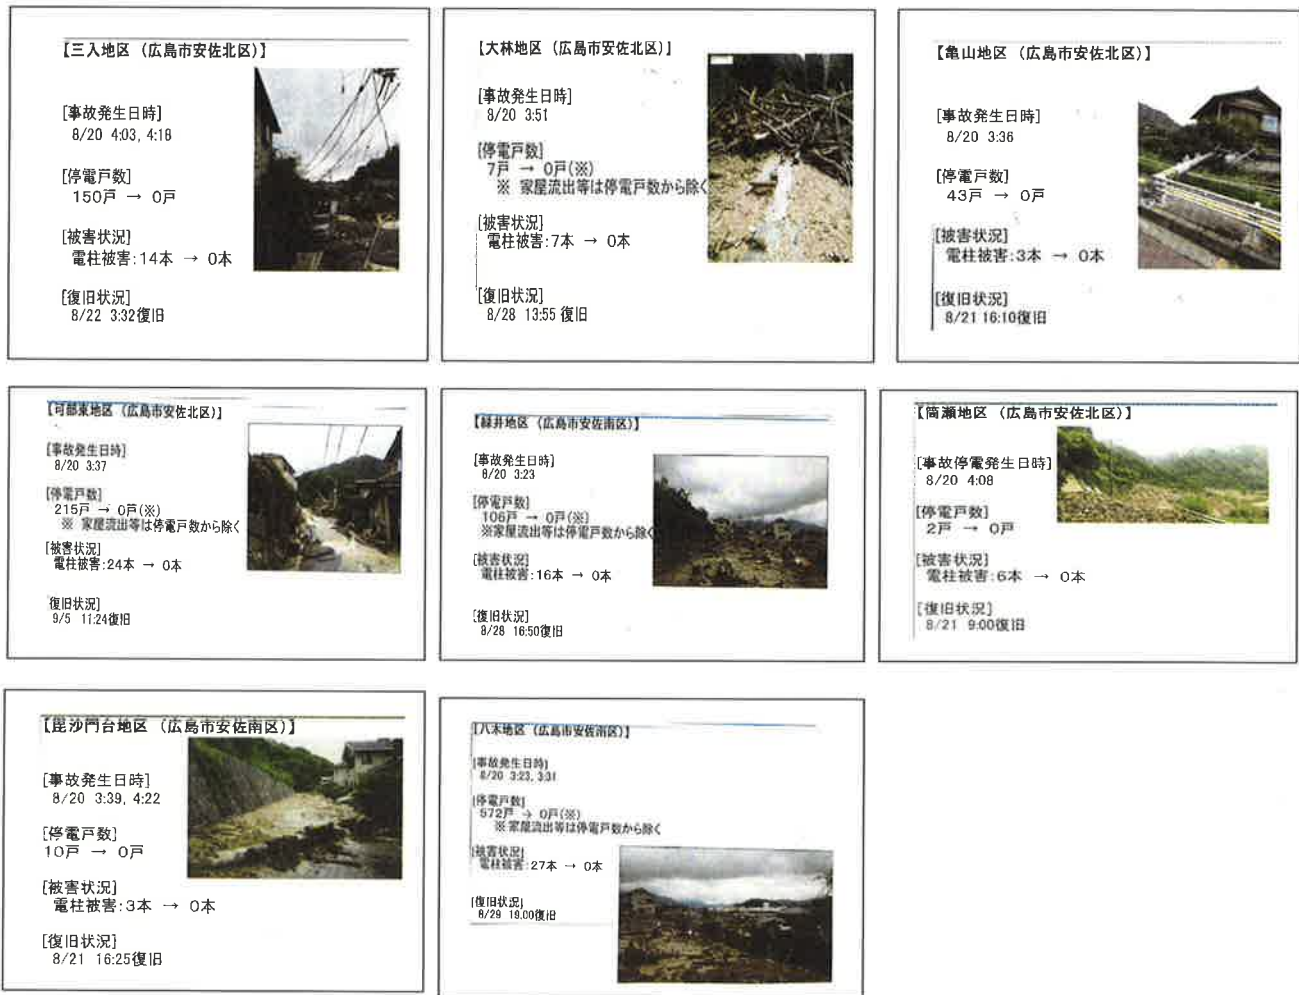 【三入地区（広島市安佐北区）】
[事故発生日時]
8/20 4:03, 4:18
[停電戸数]
150戸 → 0戸
[被害状況]
電柱被害:14本 → 0本
[復旧状況]
8/22 3:32復旧
【大林地区（広島市安佐北区）】
[事故発生日時]
8/20 3:51
[停電戸数]
7戸 → 0戸(※)
※ 家屋流出等は停電戸数から除く
[被害状況]
電柱被害:7本 → 0本
[復旧状況]
8/28 13:55 復旧
【亀山地区（広島市安佐北区）】
[事故発生日時]
8/20 3:36
[停電戸数]
43戸 → 0戸
[被害状況]
電柱被害:3本 → 0本
[復旧状況]
8/21 16:10復旧
【可部東地区（広島市安佐北区）】
[事故発生日時]
8/20 3:37
[停電戸数]
215戸 → 0戸(※)
※ 家屋流出等は停電戸数から除く
[被害状況]
電柱被害:24本 → 0本
復旧状況]
9/5 11:24復旧
【緑井地区（広島市安佐南区）】
[事故発生日時]
8/20 3:23
[停電戸数]
106戸 → 0戸(※)
※家屋流出等は停電戸数から除く
[被害状況]
電柱被害:16本 → 0本
[復旧状況]
8/28 16:50復旧
【筒瀬地区（広島市安佐北区）】
[事故停電発生日時]
8/20 4:08
[停電戸数]
2戸 → 0戸
[被害状況]
電柱被害:6本 → 0本
[復旧状況]
8/21 9:00復旧
【毘沙門台地区（広島市安佐南区）】
[事故発生日時]
8/20 3:39, 4:22
[停電戸数]
10戸 → 0戸
[被害状況]
電柱被害:3本 → 0本
[復旧状況]
8/21 16:25復旧
【八木地区（広島市安佐南区）】
[事故発生日時]
8/20 3:23, 3:31
[停電戸数]
572戸 → 0戸(※)
※ 家屋流出等は停電戸数から除く
[被害状況]
電柱被害:27本 → 0本
[復旧状況]
8/29 19:00復旧